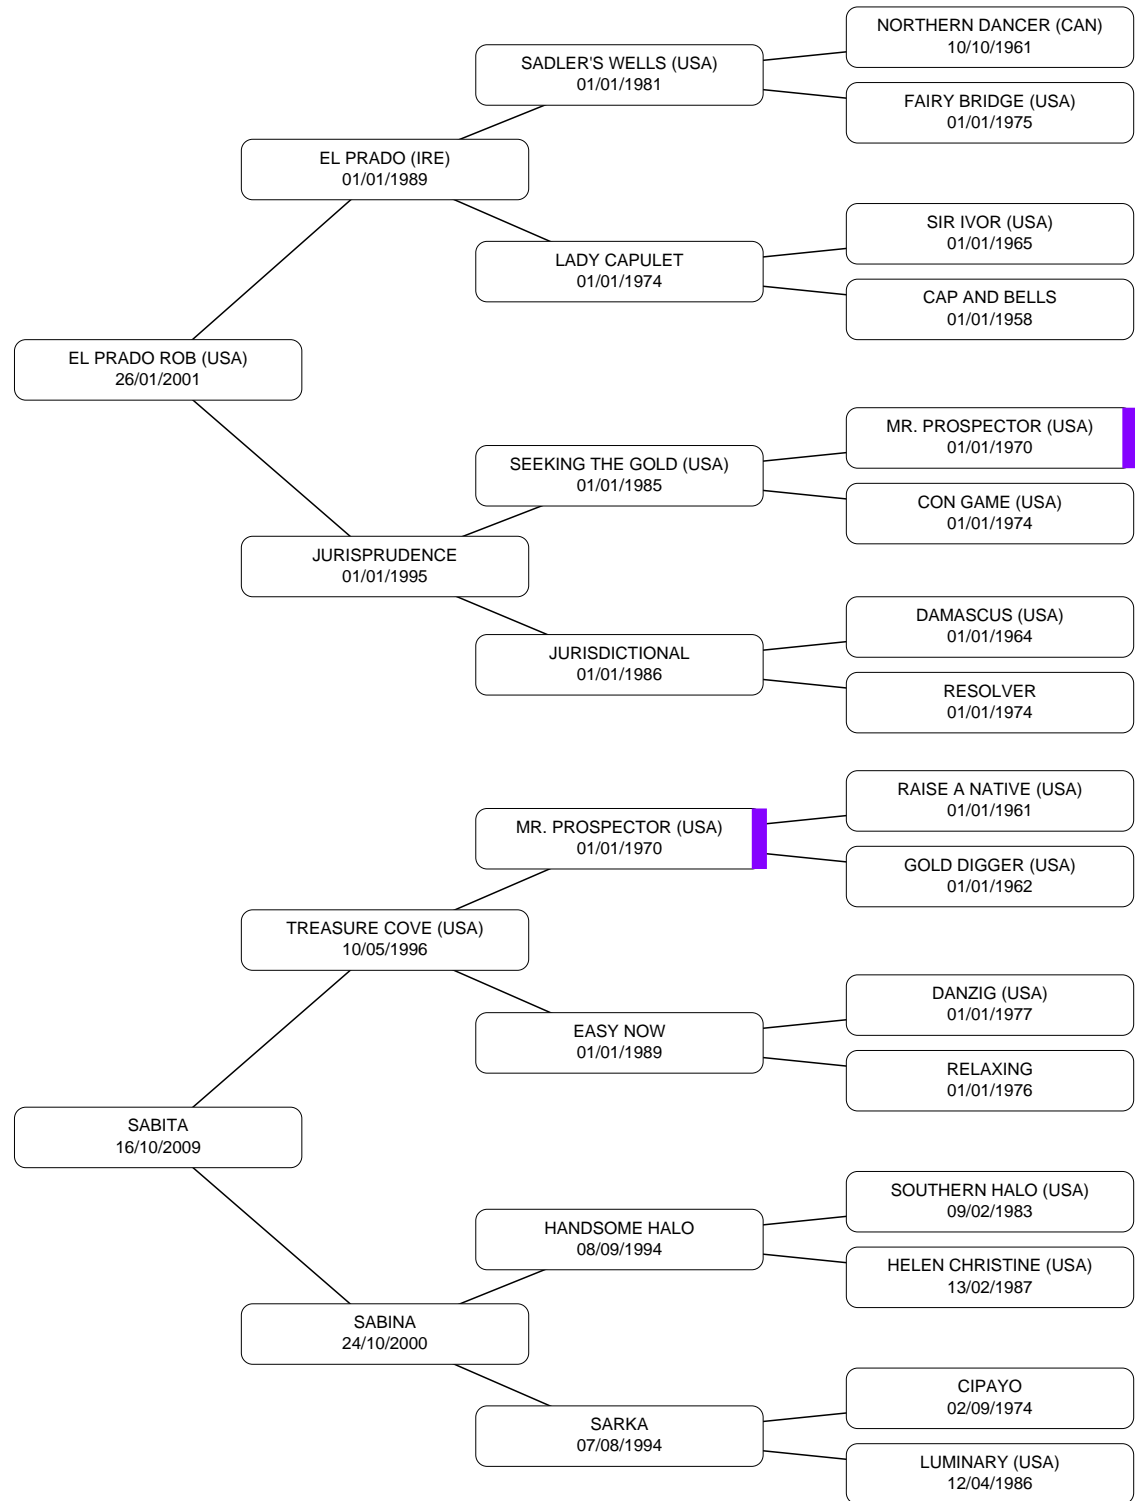 NORTHERN DANCER (CAN)
10/10/1961
SADLER'S WELLS (USA)
01/01/1981
FAIRY BRIDGE (USA)
01/01/1975
EL PRADO (IRE)
01/01/1989
SIR IVOR (USA)
01/01/1965
LADY CAPULET
01/01/1974
CAP AND BELLS
01/01/1958
EL PRADO ROB (USA)
26/01/2001
MR. PROSPECTOR (USA)
01/01/1970
SEEKING THE GOLD (USA)
01/01/1985
CON GAME (USA)
01/01/1974
JURISPRUDENCE
01/01/1995
DAMASCUS (USA)
01/01/1964
JURISDICTIONAL
01/01/1986
RESOLVER
01/01/1974
RAISE A NATIVE (USA)
01/01/1961
MR. PROSPECTOR (USA)
01/01/1970
GOLD DIGGER (USA)
01/01/1962
TREASURE COVE (USA)
10/05/1996
DANZIG (USA)
01/01/1977
EASY NOW
01/01/1989
RELAXING
01/01/1976
SABITA
16/10/2009
SOUTHERN HALO (USA)
09/02/1983
HANDSOME HALO
08/09/1994
HELEN CHRISTINE (USA)
13/02/1987
SABINA
24/10/2000
CIPAYO
02/09/1974
SARKA
07/08/1994
LUMINARY (USA)
12/04/1986